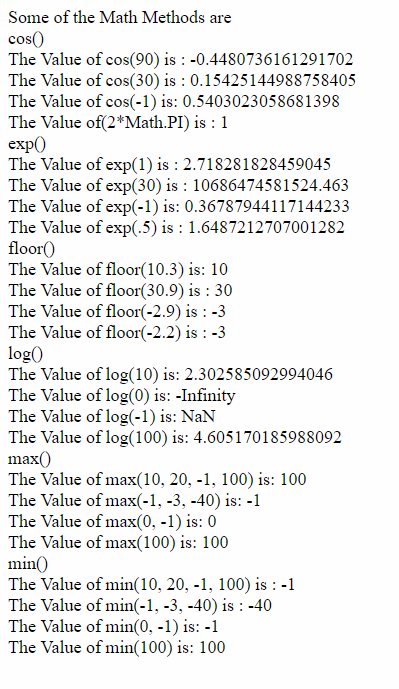 Some of the Math Methods are
cos()
The Value of cos(90) is : -0.4480736161291702
The Value of cos(30) is : 0.15425144988758405
The Value of cos(-1) is: 0.5403023058681398
The Value of(2*Math.PI) is : 1
exp()
The Value of exp(1) is : 2.718281828459045
The Value of exp(30) is : 10686474581524.463
The Value of exp(-1) is: 0.36787944117144233
The Value of exp(.5) is : 1.6487212707001282
floor()
The Value of floor(10.3) is: 10
The Value of floor(30.9) is : 30
The Value of floor(-2.9) is : -3
The Value of floor(-2.2) is : -3
log()
The Value of log(10) is: 2.302585092994046
The Value of log(0) is: -Infinity
The Value of log(-1) is: NaN
The Value of log(100) is: 4.605170185988092
max()
The Value of max(10, 20, -1, 100) is: 100
The Value of max(-1, -3, -40) is: -1
The Value of max(0, -1) is: 0
The Value of max(100) is: 100
min()
The Value of min(10, 20, -1, 100) is : -1
The Value of min(-1, -3, -40) is : -40
The Value of min(0, -1) is: -1
The Value of min(100) is: 100